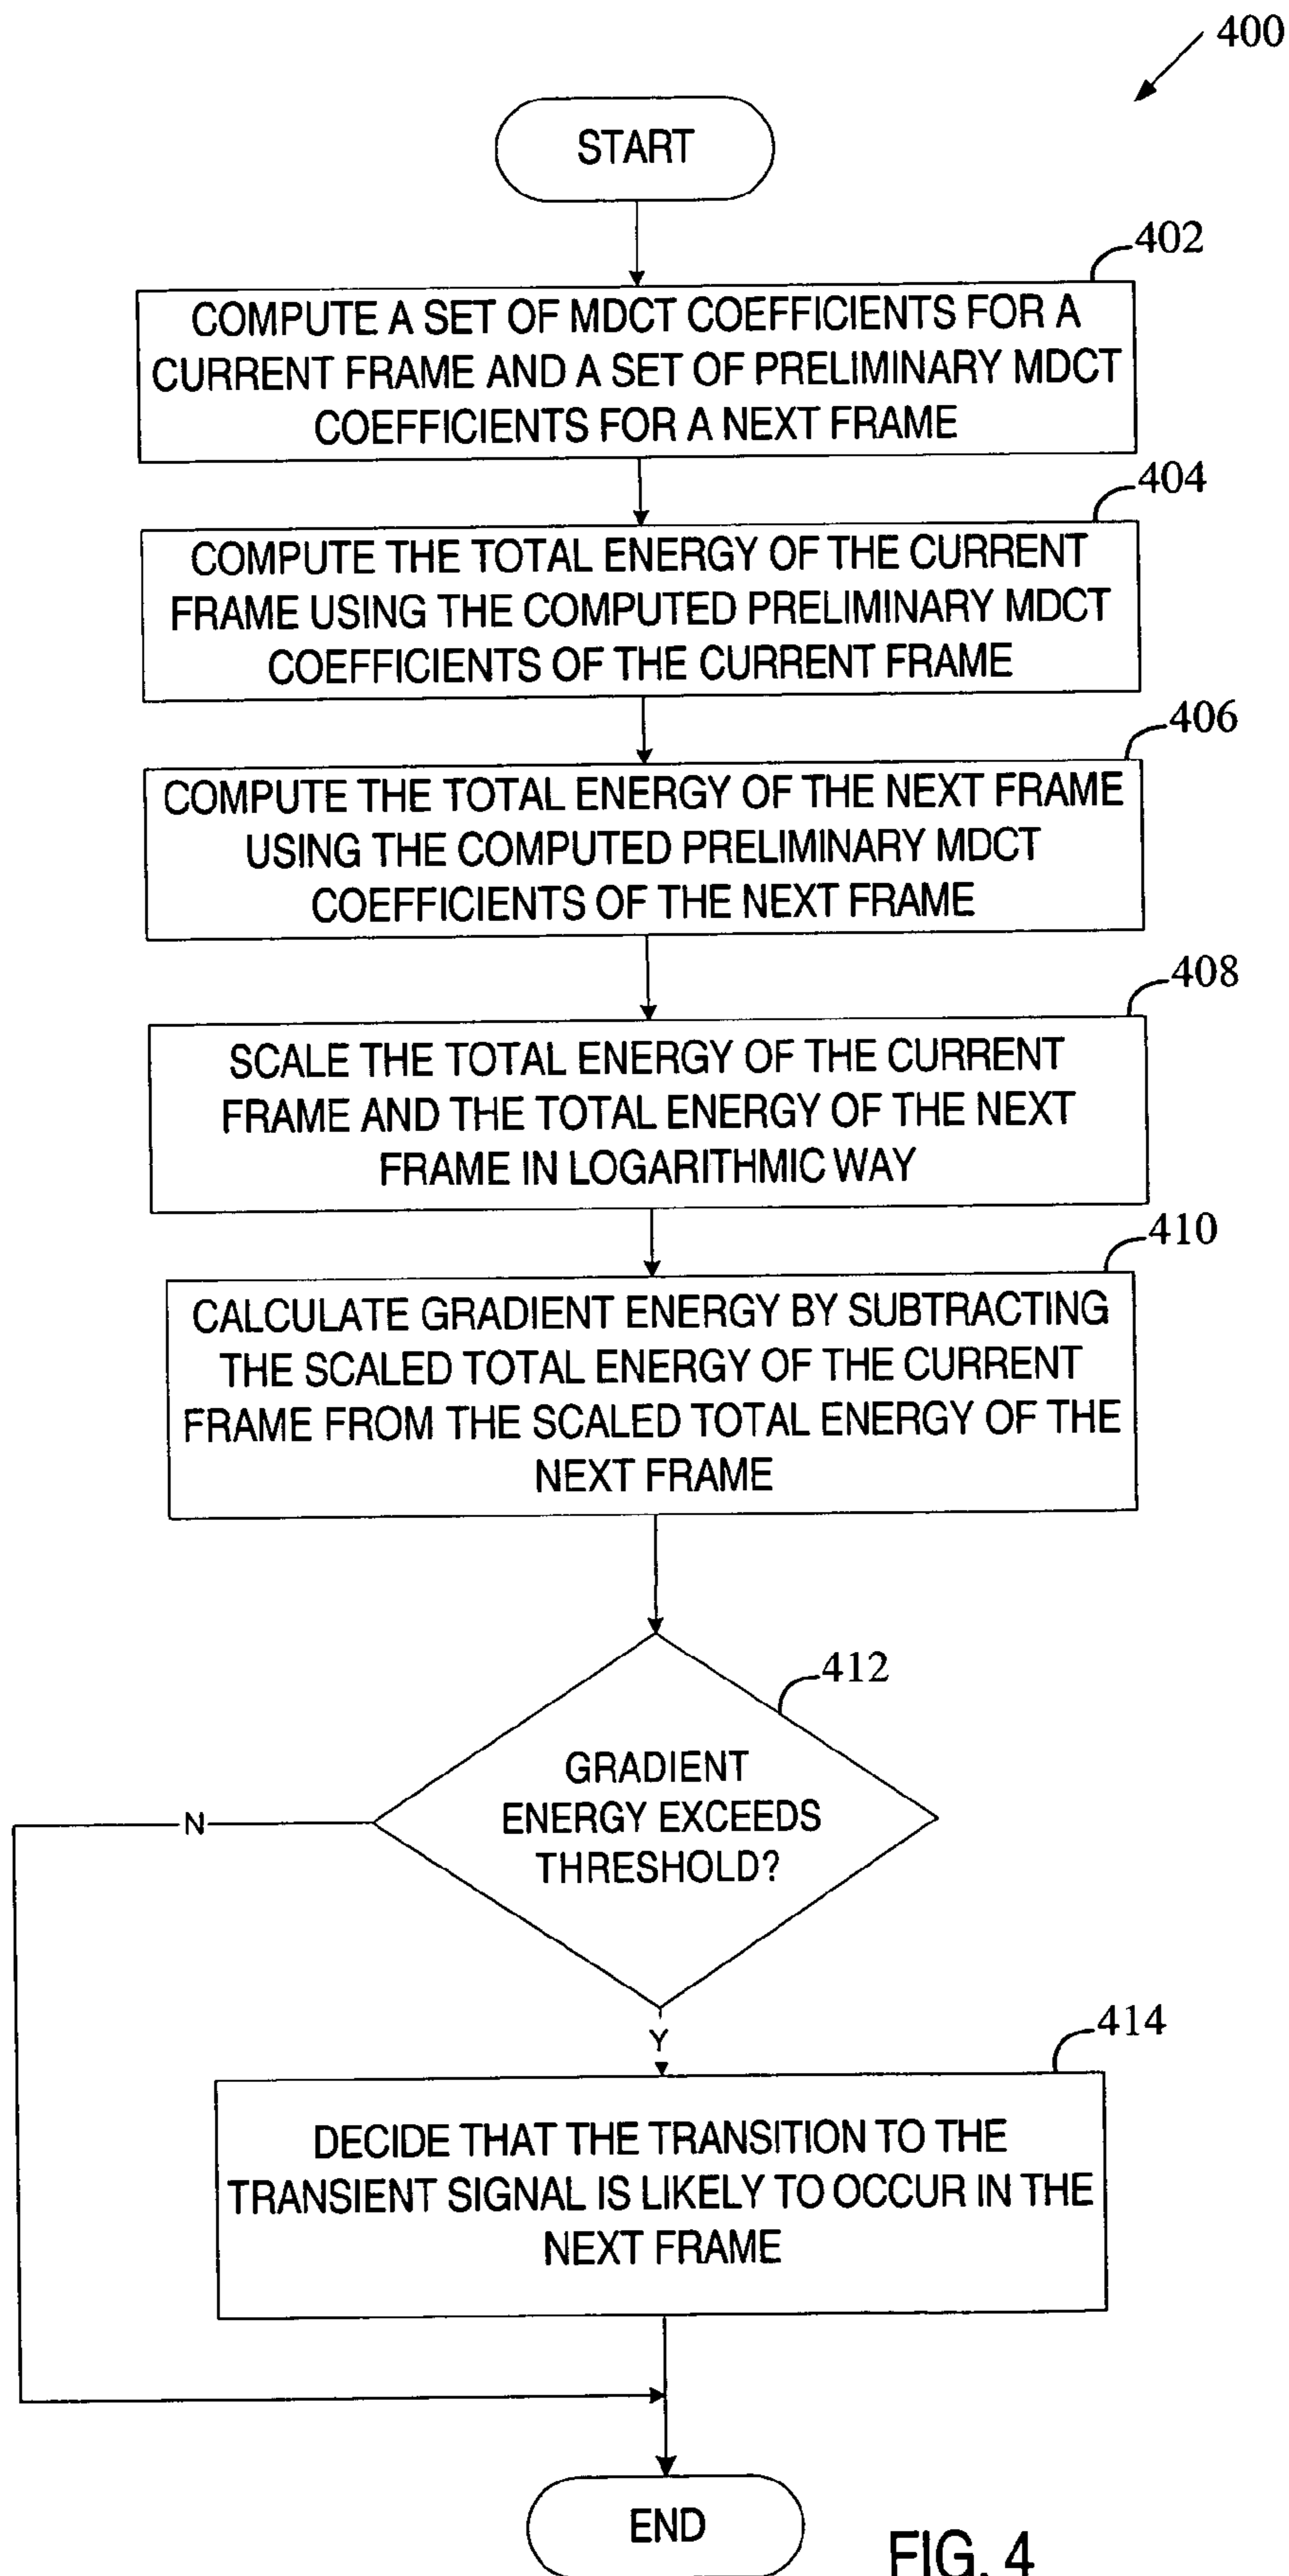 400
START
402
COMPUTE A SET OF MDCT COEFFICIENTS FOR A
CURRENT FRAME AND A SET OF PRELIMINARY MDCT
COEFFICIENTS FOR A NEXT FRAME
404
COMPUTE THE TOTAL ENERGY OF THE CURRENT
FRAME USING THE COMPUTED PRELIMINARY MDCT
COEFFICIENTS OF THE CURRENT FRAME
406
COMPUTE THE TOTAL ENERGY OF THE NEXT FRAME
USING THE COMPUTED PRELIMINARY MDCT
COEFFICIENTS OF THE NEXT FRAME
408
SCALE THE TOTAL ENERGY OF THE CURRENT
FRAME AND THE TOTAL ENERGY OF THE NEXT
FRAME IN LOGARITHMIC WAY
410
CALCULATE GRADIENT ENERGY BY SUBTRACTING
THE SCALED TOTAL ENERGY OF THE CURRENT
FRAME FROM THE SCALED TOTAL ENERGY OF THE
NEXT FRAME
412
GRADIENT
ENERGY EXCEEDS
THRESHOLD?
N
Y
414
DECIDE THAT THE TRANSITION TO THE
TRANSIENT SIGNAL IS LIKELY TO OCCUR IN THE
NEXT FRAME
END
FIG. 4